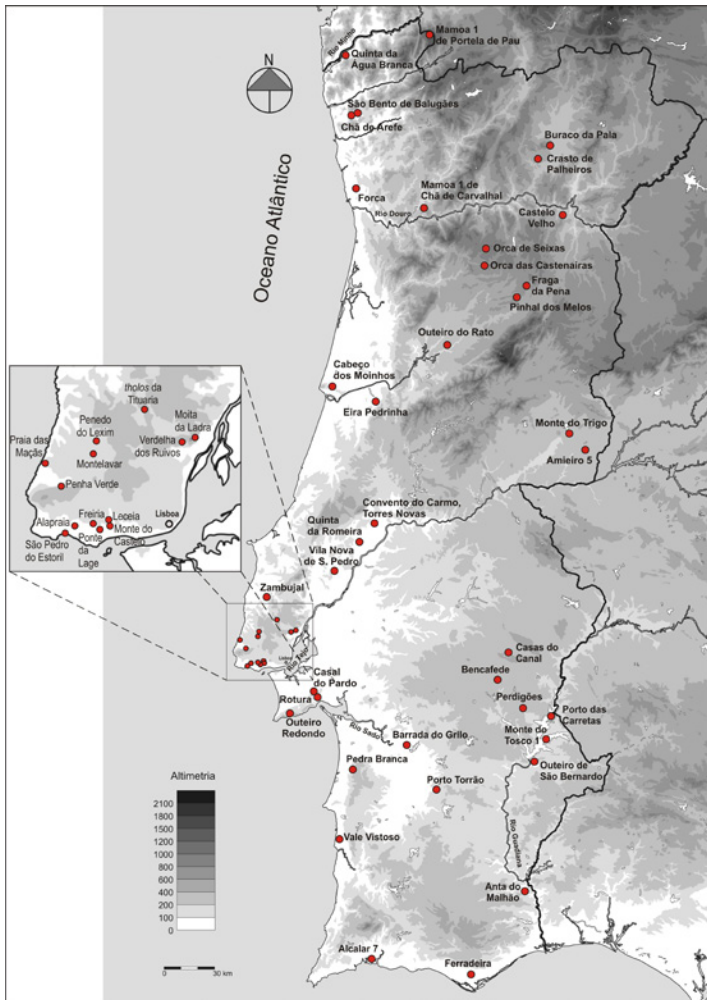 Mamoa 1
de Portela de Pau
Rio Minho
Quinta da
Água Branca
N
São Bento de Balugães
Chã de Arefe
Buraco da Pala
Crasto de
Palheiros
Oceano Atlântico
Forca
Mamoa 1 de
Chã de Carvalhal
Rio Douro
Castelo
Velho
Orca de Seixas
Orca das Castenairas
Fraga
da Pena
Pinhal dos Melos
Outeiro do Rato
Cabeço
dos Moinhos
Eira Pedrinha
Monte do Trigo
Amieiro 5
tholos da
Tituaria
Penedo
do Lexim
Moita
da Ladra
Praia das
Maçãs
Verdelha
dos Ruivos
Montelavar
Penha Verde
Freiria
Leceia
Lisboa
Alapraia
Monte do
Castelo
São Pedro
do Estoril
Ponte
da Lage
Convento do Carmo,
Torres Novas
Quinta
da Romeira
Vila Nova
de S. Pedro
Zambujal
Lisboa
Rio Tejo
Casas do
Canal
Bencafede
Casal
do Pardo
Rotura
Outeiro
Redondo
Perdigões
Porto das
Carretas
Rio Sado
Barrada do Grilo
Monte do
Tosco 1
Outeiro de
São Bernardo
Pedra Branca
Porto Torrão
Altimetria
2100
1800
1600
1200
1000
800
600
400
200
100
0
Vale Vistoso
Rio Guadiana
Anta do
Malhão
Alcalar 7
Ferradeira
0
30 km